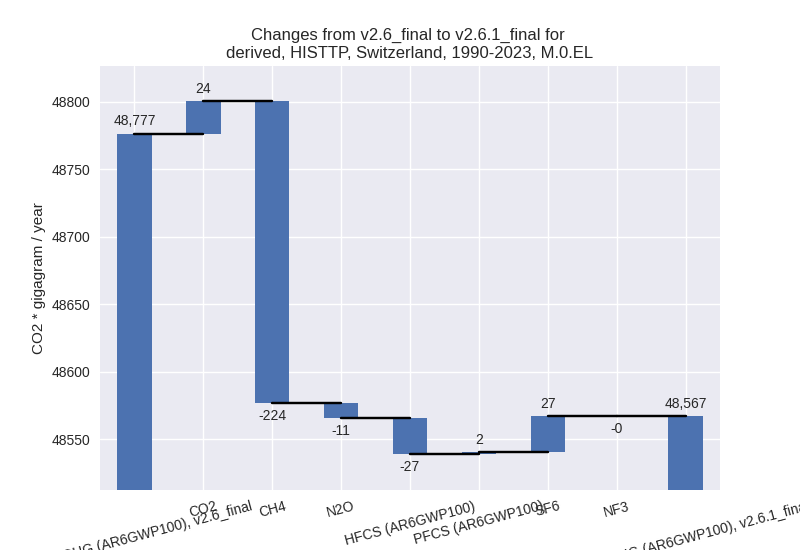 Changes from v2.6_final to v2.6.1_final for
derived, HISTTP, Switzerland, 1990-2023, M.0.EL
CO2 * gigagram / year
48800
48750
48700
48650
48600
48550
48,777
24
-224
-11
-27
2
27
-0
48,567
(AR6GWP100), v2.6_final
CO2
CH4
N2O
HFCS (AR6GWP100)
PFCS (AR6GWP100)
SF6
NF3
(AR6GWP100),